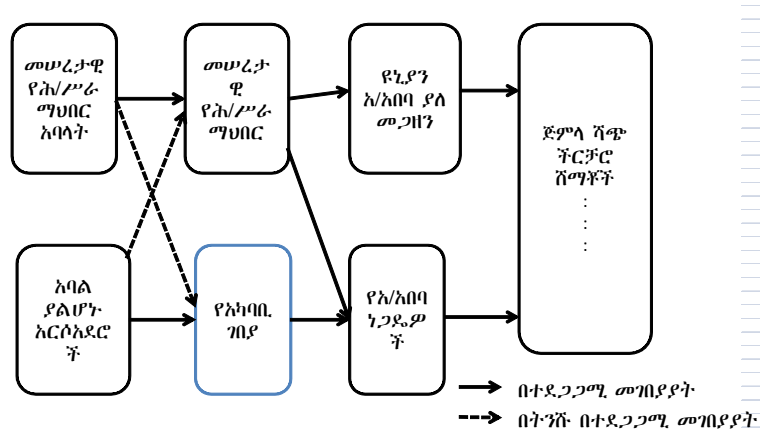 መሠረታዊ
የሕ/ሥራ
ማህበር
አባላት
መሠረታ
ዊ
የሕ/ሥራ
ማህበር
ዩኒያን
አ/አበባ ያለ
መጋዘን
ጅምላ ሻጭ
ችርቻሮ
ሸማቾች
:
:
:
አባል
ያልሆኑ
አርሶአደሮ
ች
የአካባቢ
ገበያ
የአ/አበባ
ነጋዴዎ
ች
በተደጋጋሚ መገበያየት
በትንሹ በተደጋጋሚ መገበያየት